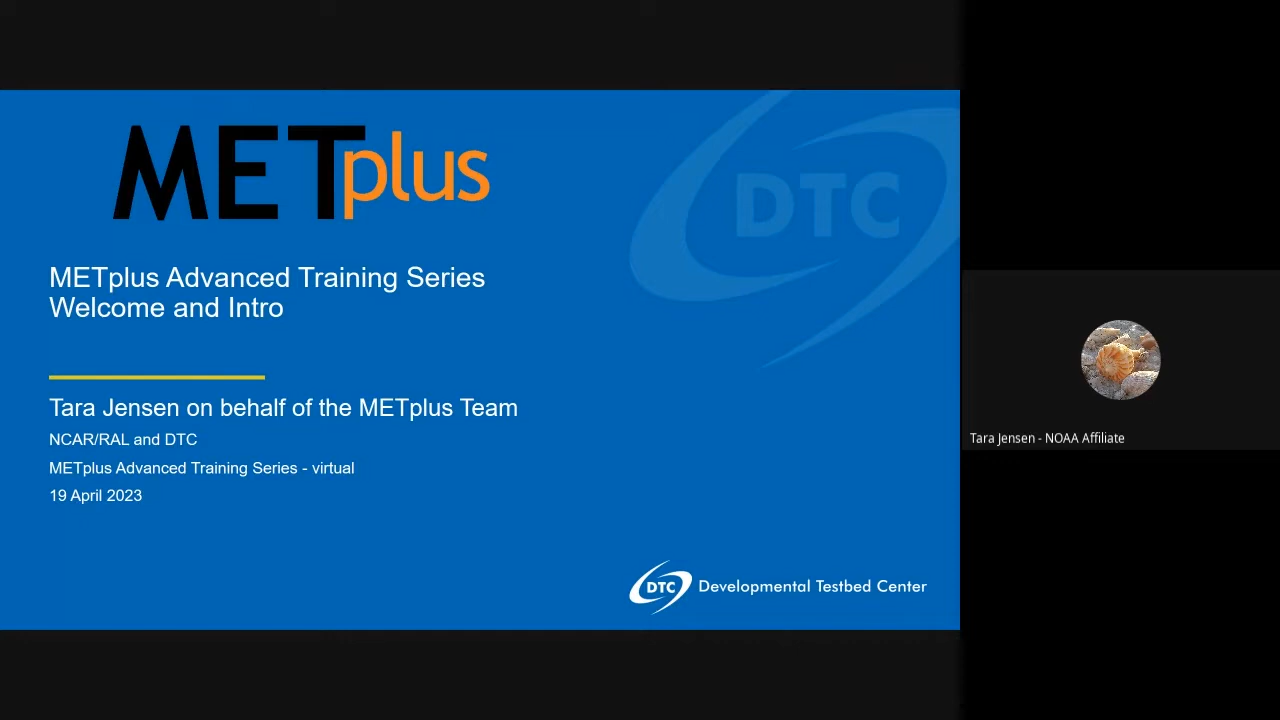 METplus
DTC
METplus Advanced Training Series
Welcome and Intro
Tara Jensen on behalf of the METplus Team
NCAR/RAL and DTC
METplus Advanced Training Series - virtual
19 April 2023
DTC Developmental Testbed Center
Tara Jensen - NOAA Affiliate